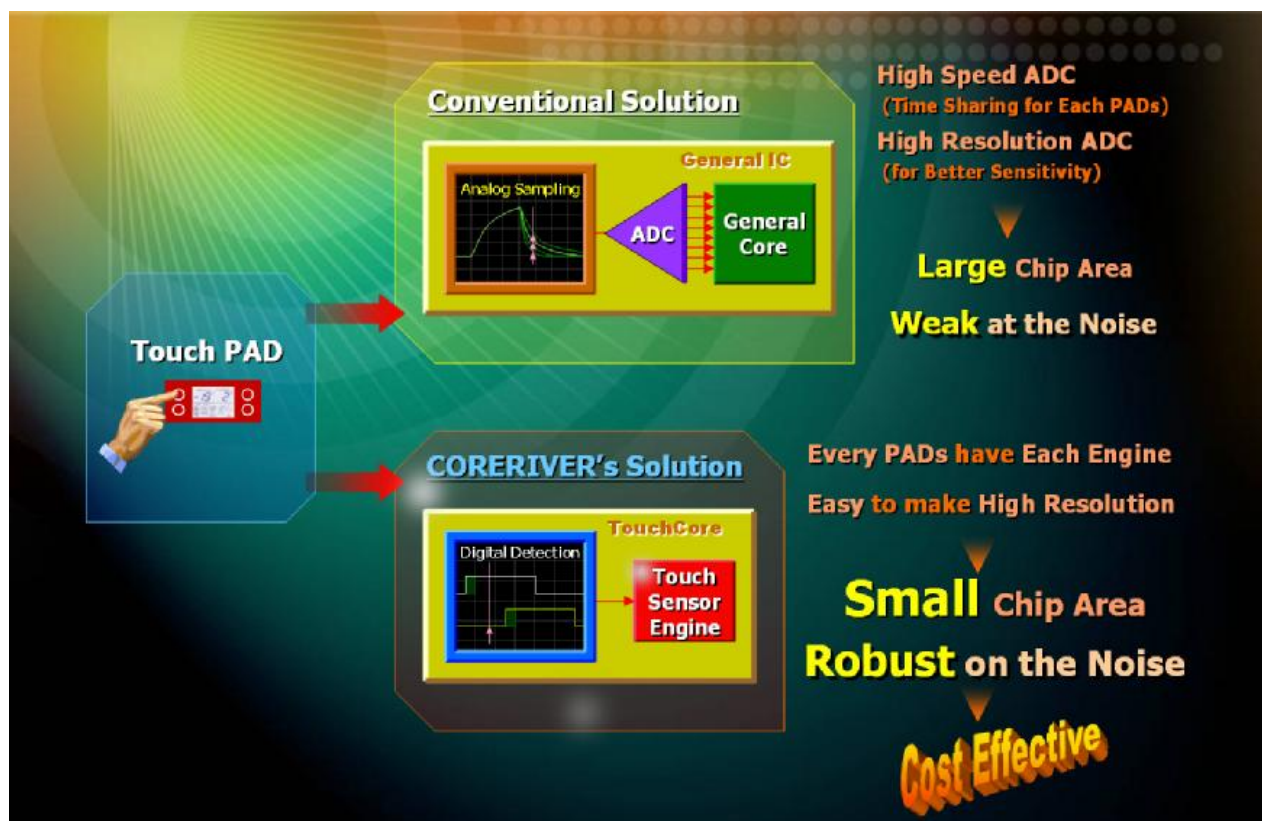 Touch PAD
Conventional Solution
General IC
Analog Sampling
ADC
General
Core
High Speed ADC
(Time Sharing for Each PADs)
High Resolution ADC
(for Better Sensitivity)
Large Chip Area
Weak at the Noise
CORERIVER's Solution
TouchCore
Digital Detection
Touch
Sensor
Engine
Every PADs have Each Engine
Easy to make High Resolution
Small Chip Area
Robust on the Noise
Cost Effective